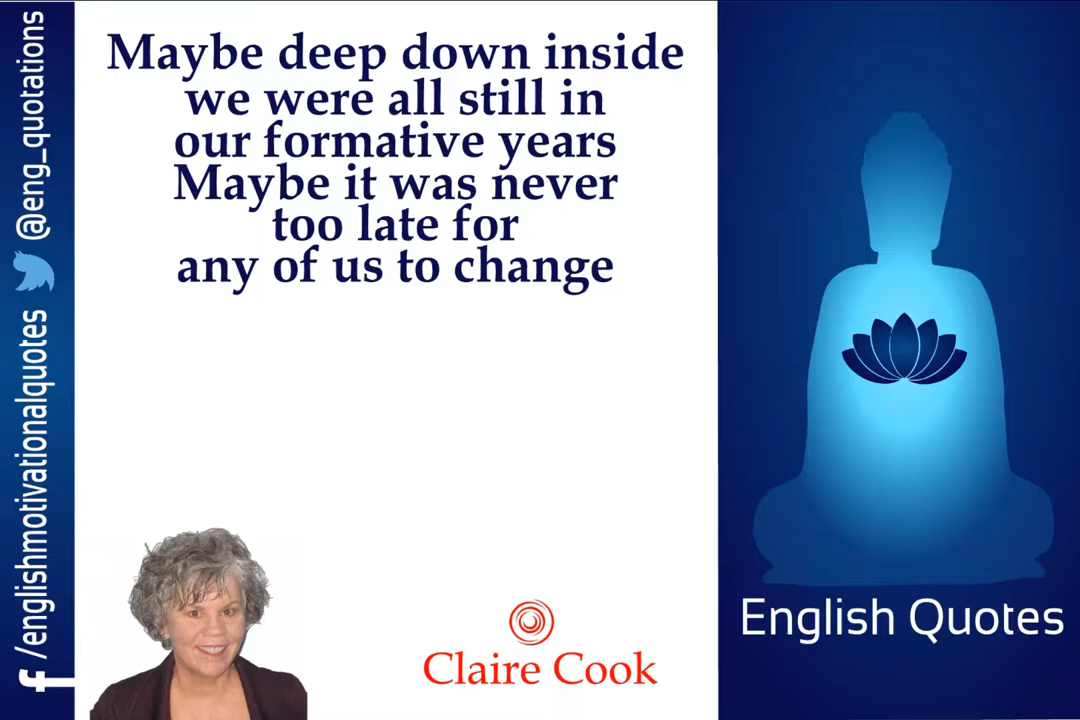 Maybe deep down inside
we were all still in
our formative years
Maybe it was never
too late for
any of us to change
Claire Cook
English Quotes
f /englishmotivationalquotes @eng_quotations